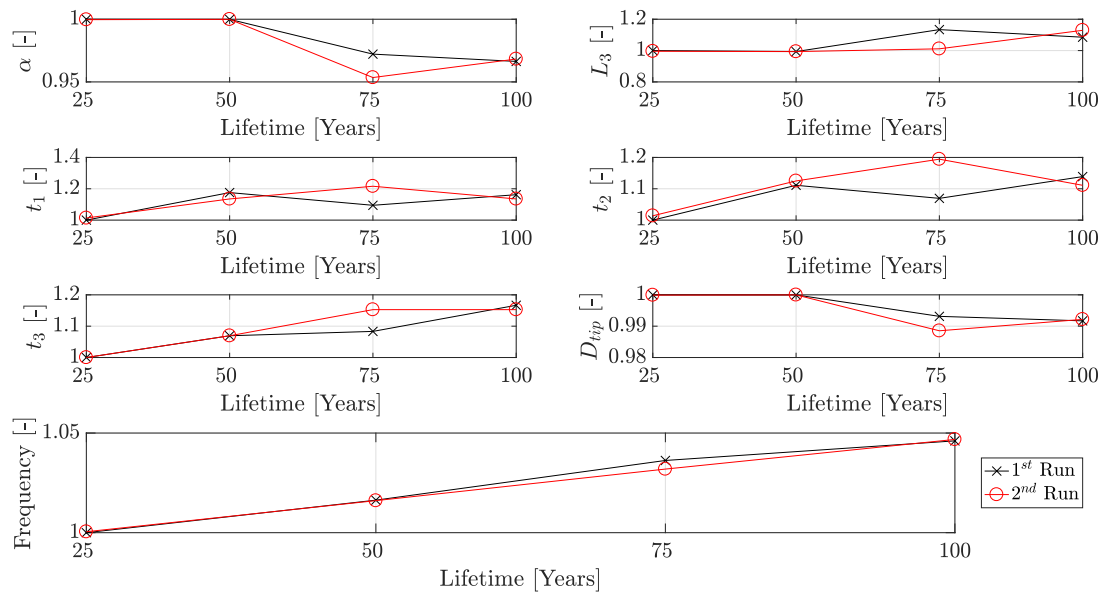 α [-]
1
0.95
25 50 75 100
Lifetime [Years]
L3 [-]
1.2
1
0.8
25 50 75 100
Lifetime [Years]
t1 [-]
1.4
1.2
1
25 50 75 100
Lifetime [Years]
t2 [-]
1.2
1.1
1
25 50 75 100
Lifetime [Years]
t3 [-]
1.2
1.1
1
25 50 75 100
Lifetime [Years]
Dtip [-]
1
0.99
0.98
25 50 75 100
Lifetime [Years]
Frequency [-]
1.05
1
25 50 75 100
Lifetime [Years]
1st Run
2nd Run